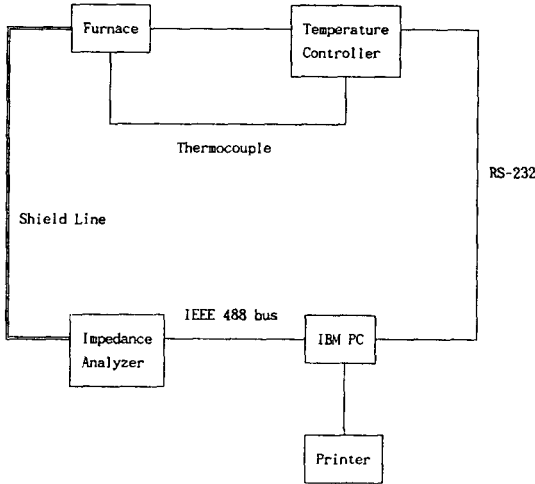 Furnace
Temperature
Controller
Thermocouple
RS-232
Shield Line
IEEE 488 bus
Impedance
Analyzer
IBM PC
Printer